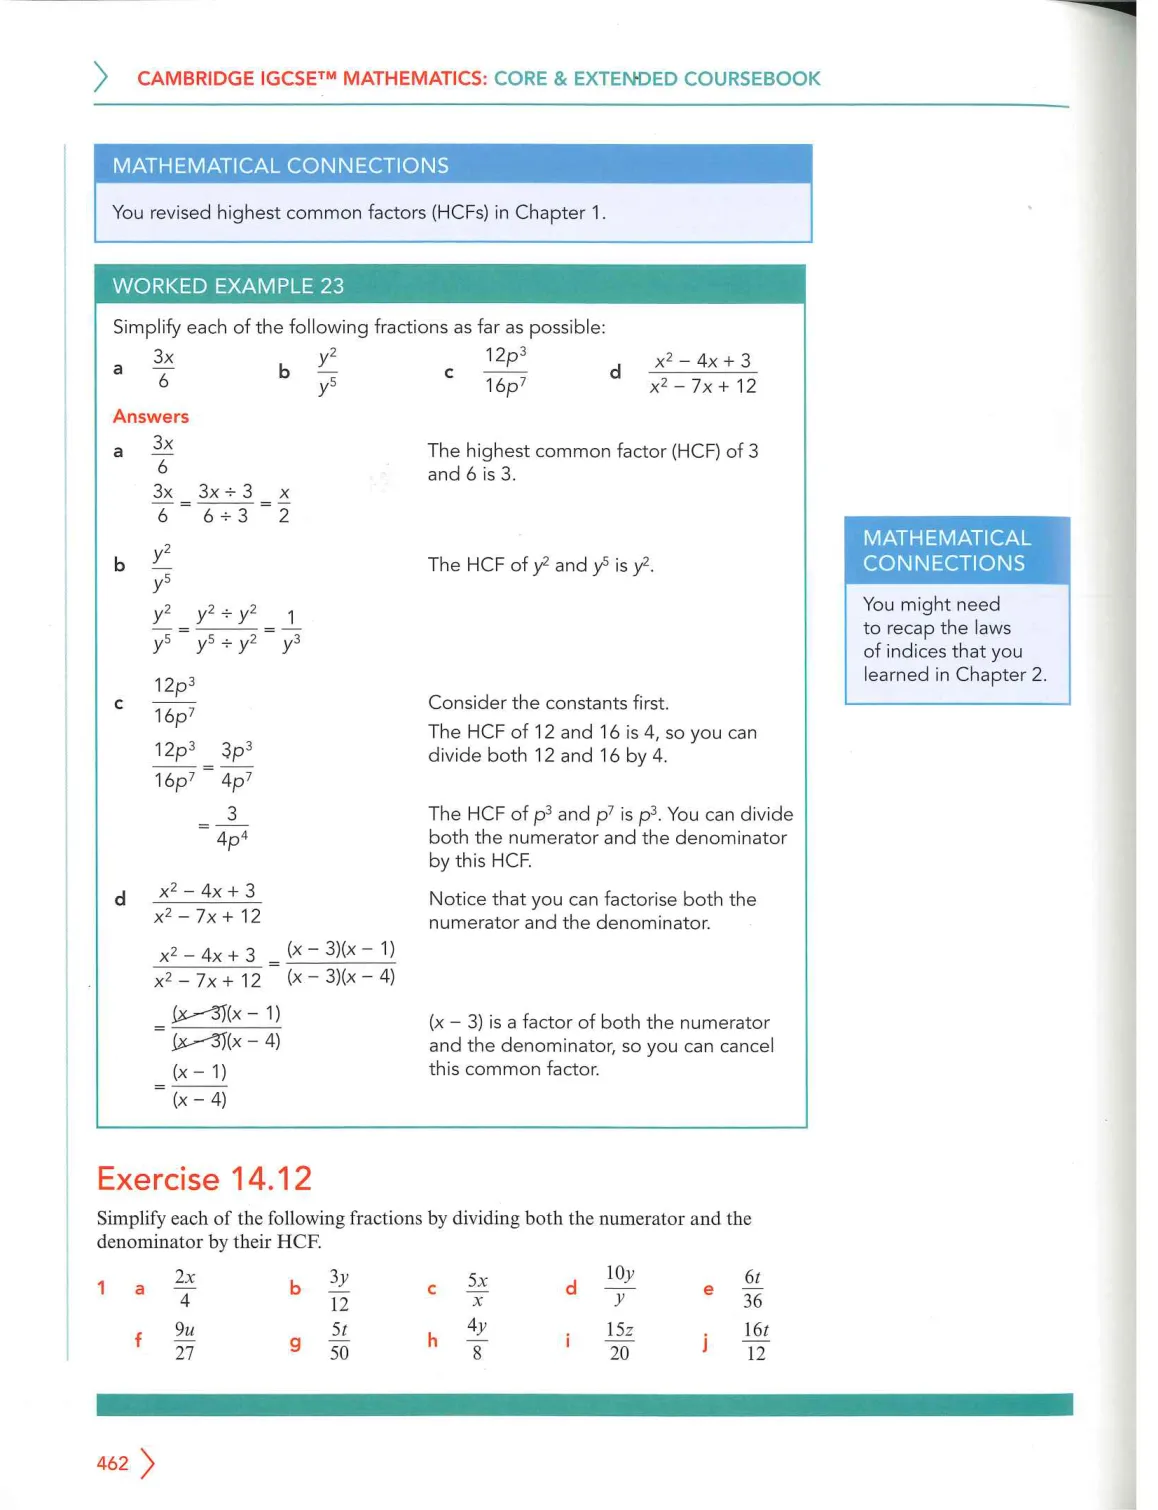 CAMBRIDGE IGCSE™ MATHEMATICS: CORE & EXTENDED COURSEBOOK
MATHEMATICAL CONNECTIONS
You revised highest common factors (HCFs) in Chapter 1.
WORKED EXAMPLE 23
Simplify each of the following fractions as far as possible:
a 3x/6 b y²/y⁵ c 12p³/16p⁷ d (x² − 4x + 3)/(x² − 7x + 12)
Answers
a 3x/6
The highest common factor (HCF) of 3
and 6 is 3.
3x/6 = (3x ÷ 3)/(6 ÷ 3) = x/2
b y²/y⁵
The HCF of y² and y⁵ is y².
y²/y⁵ = (y² ÷ y²)/(y⁵ ÷ y²) = 1/y³
c 12p³/16p⁷
Consider the constants first.
12p³/16p⁷ = 3p³/4p⁷
The HCF of 12 and 16 is 4, so you can
divide both 12 and 16 by 4.
= 3/4p⁴
The HCF of p³ and p⁷ is p³. You can divide
both the numerator and the denominator
by this HCF.
d (x² − 4x + 3)/(x² − 7x + 12)
Notice that you can factorise both the
numerator and the denominator.
(x² − 4x + 3)/(x² − 7x + 12) = (x − 3)(x − 1)/(x − 3)(x − 4)
= (x − 3)(x − 1)/(x − 3)(x − 4)
(x − 3) is a factor of both the numerator
and the denominator, so you can cancel
this common factor.
= (x − 1)/(x − 4)
MATHEMATICAL
CONNECTIONS
You might need
to recap the laws
of indices that you
learned in Chapter 2.
Exercise 14.12
Simplify each of the following fractions by dividing both the numerator and the
denominator by their HCF.
1 a 2x/4 b 3y/12 c 5x/x d 10y/y e 6t/36
f 9u/27 g 5t/50 h 4y/8 i 15z/20 j 16t/12
462